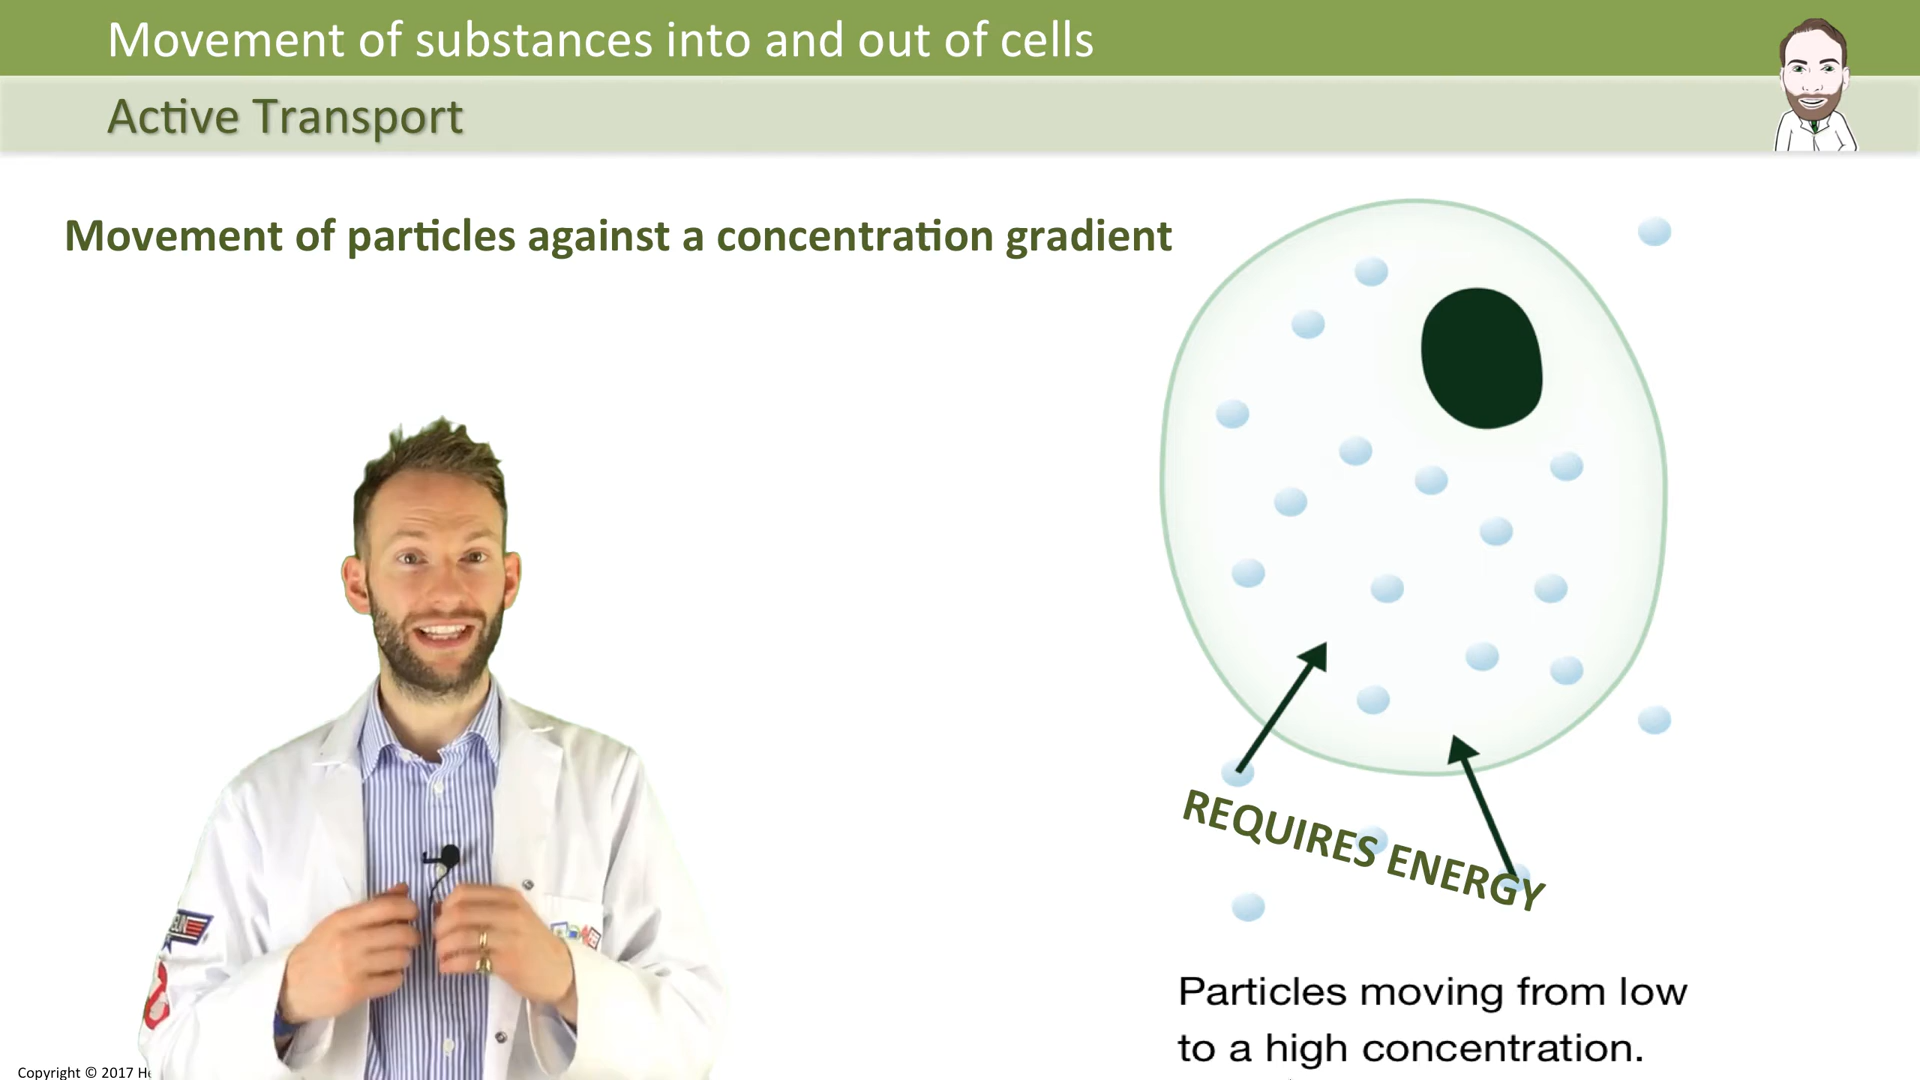 Movement of substances into and out of cells
Active Transport
Movement of particles against a concentration gradient
REQUIRES ENERGY
Particles moving from low
to a high concentration.
Copyright © 2017